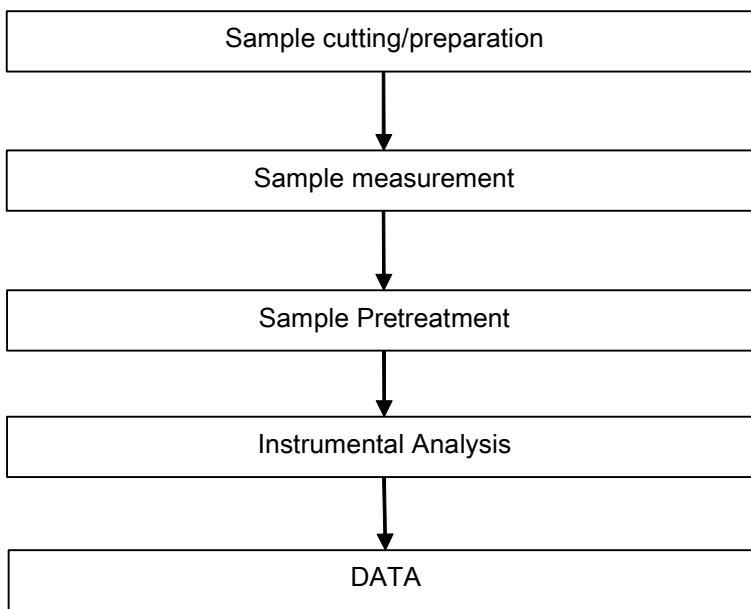 Sample cutting/preparation
Sample measurement
Sample Pretreatment
Instrumental Analysis
DATA